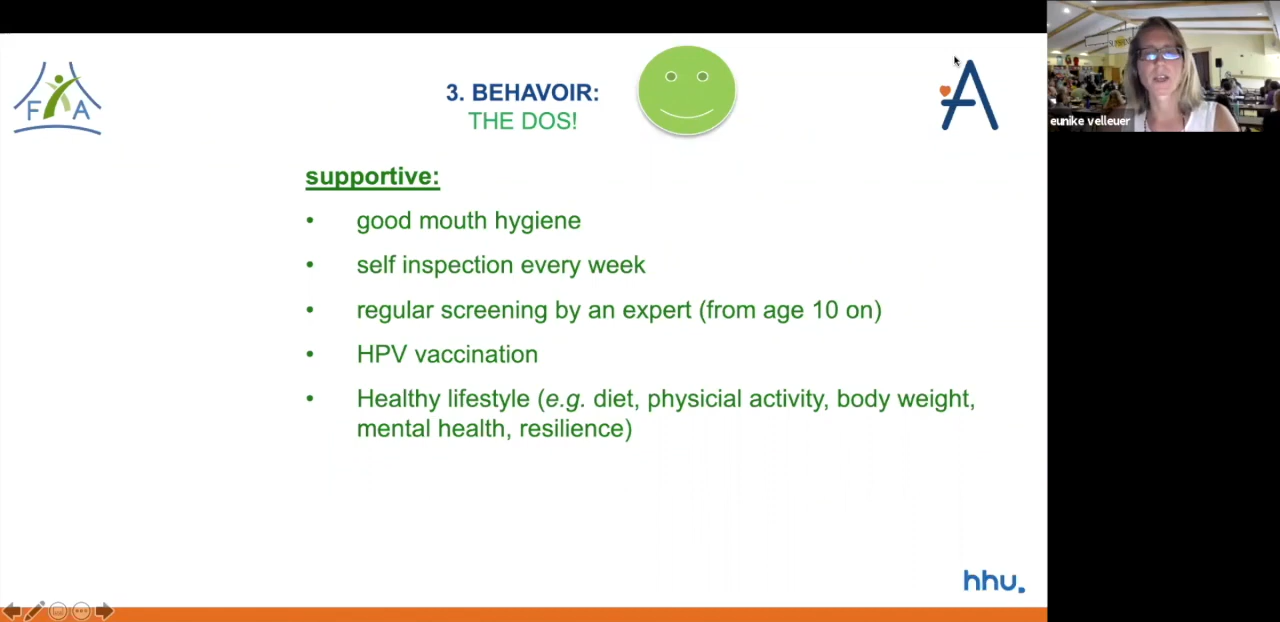 F A
3. BEHAVOIR:
THE DOS!
A
supportive:
• good mouth hygiene
• self inspection every week
• regular screening by an expert (from age 10 on)
• HPV vaccination
• Healthy lifestyle (e.g. diet, physicial activity, body weight,
mental health, resilience)
hhu.
eunike velleuer